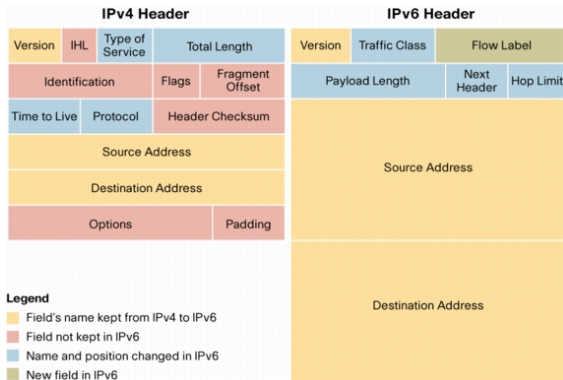 IPv4 Header
IPv6 Header
Version
IHL
Type of
Service
Total Length
Version
Traffic Class
Flow Label
Identification
Flags
Fragment
Offset
Payload Length
Next
Header
Hop Limit
Time to Live
Protocol
Header Checksum
Source Address
Source Address
Destination Address
Options
Padding
Destination Address
Legend
Field's name kept from IPv4 to IPv6
Field not kept in IPv6
Name and position changed in IPv6
New field in IPv6